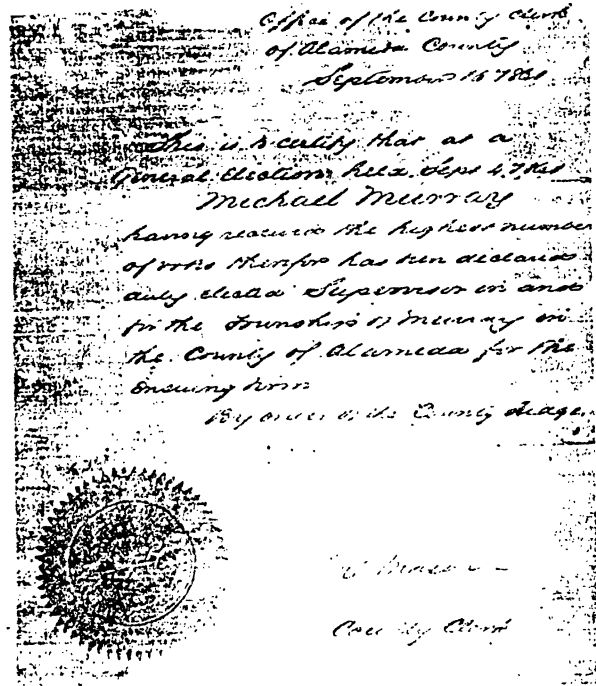 Office of the County Clerk
of Alameda County
September 15
This is to certify that at a
General Election held Sept 4,
Michael Murray
having received the highest number
of votes therefor has been declared
duly elected Supervisor in and
for the Township of Murray in
the County of Alameda for the
Ensuing term
By order of the County Judge
County Clerk